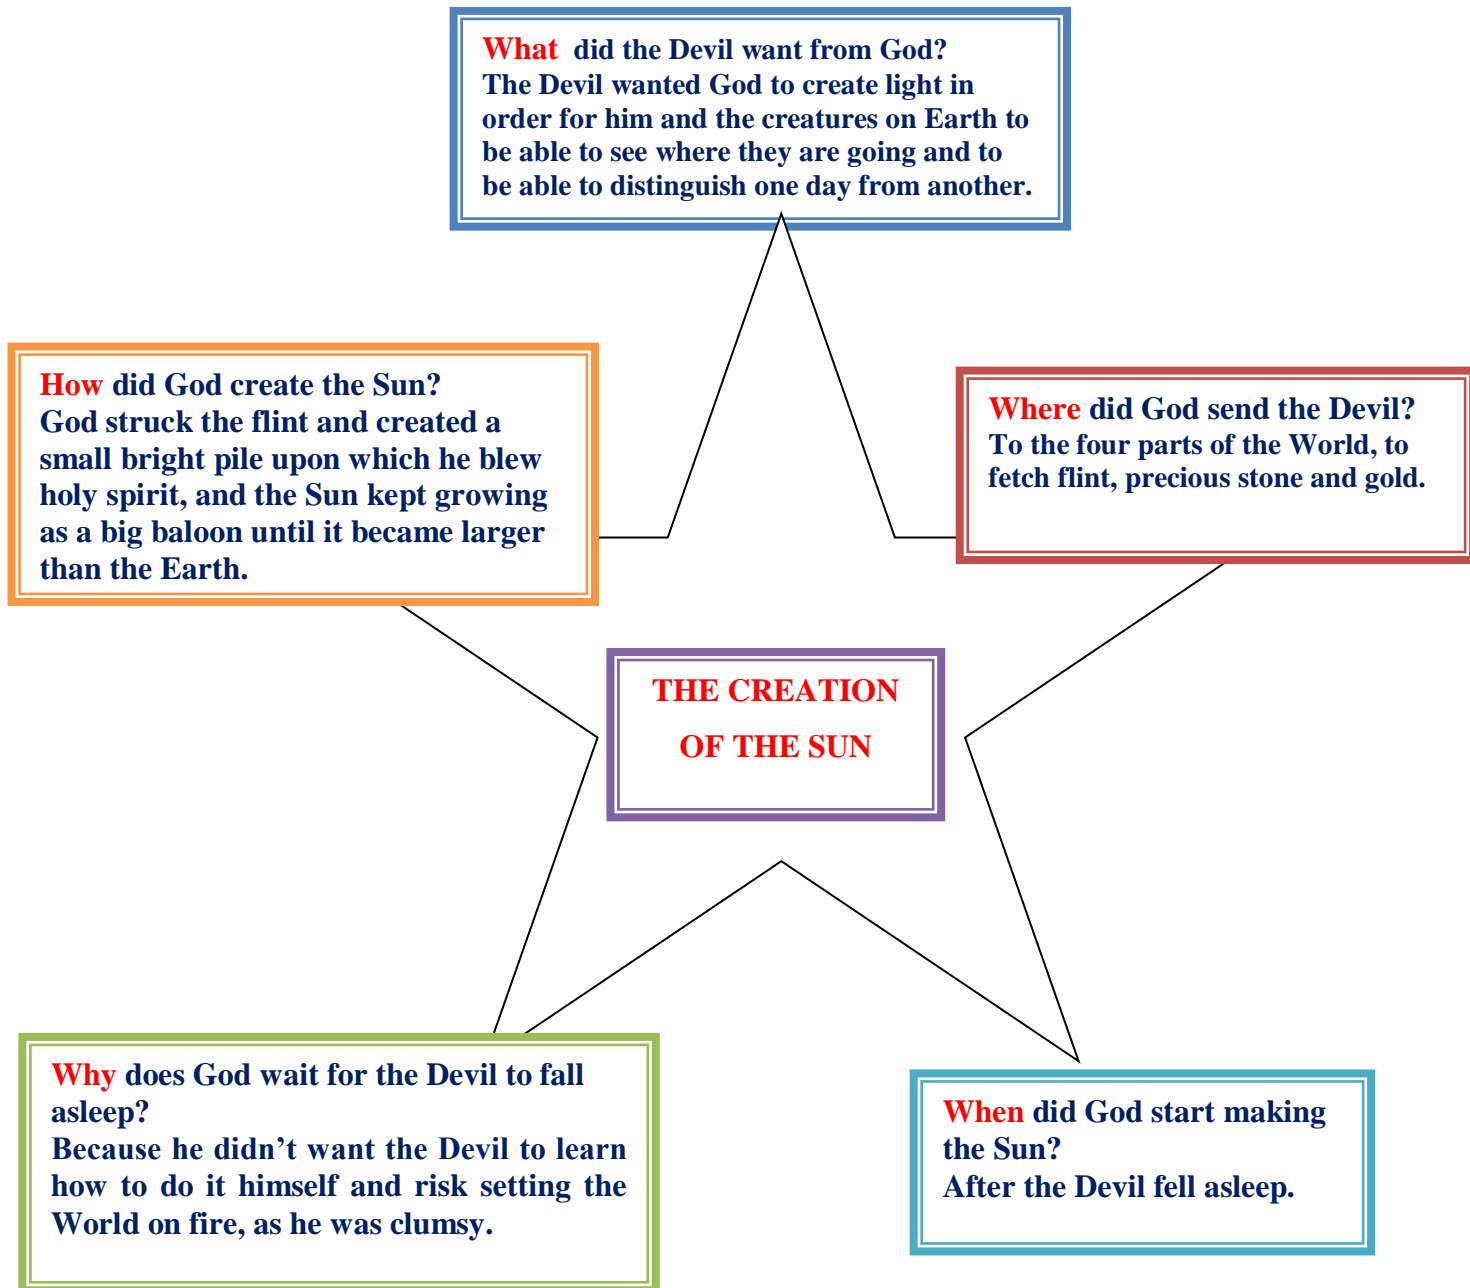 What did the Devil want from God?
The Devil wanted God to create light in
order for him and the creatures on Earth to
be able to see where they are going and to
be able to distinguish one day from another.
How did God create the Sun?
God struck the flint and created a
small bright pile upon which he blew
holy spirit, and the Sun kept growing
as a big baloon until it became larger
than the Earth.
Where did God send the Devil?
To the four parts of the World, to
fetch flint, precious stone and gold.
THE CREATION
OF THE SUN
Why does God wait for the Devil to fall
asleep?
Because he didn’t want the Devil to learn
how to do it himself and risk setting the
World on fire, as he was clumsy.
When did God start making
the Sun?
After the Devil fell asleep.